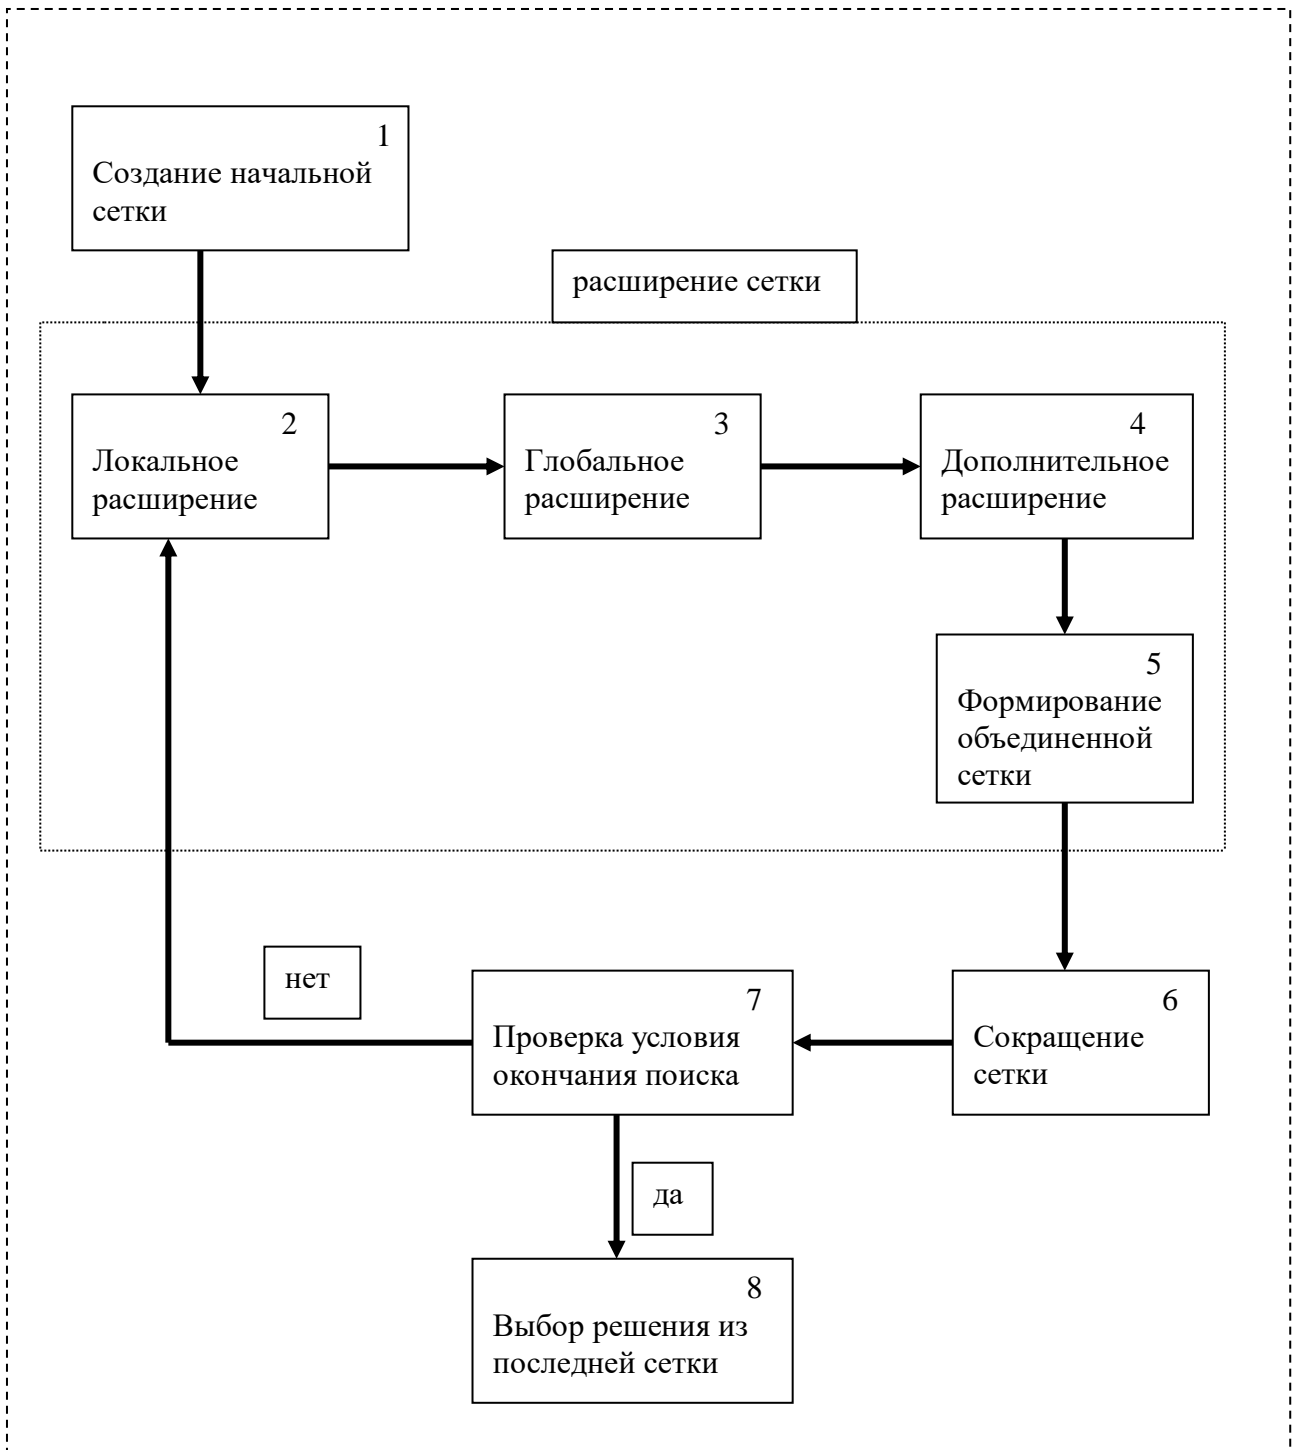 1
Создание начальной
сетки
расширение сетки
2
Локальное
расширение
3
Глобальное
расширение
4
Дополнительное
расширение
5
Формирование
объединенной
сетки
нет
7
Проверка условия
окончания поиска
6
Сокращение
сетки
да
8
Выбор решения из
последней сетки